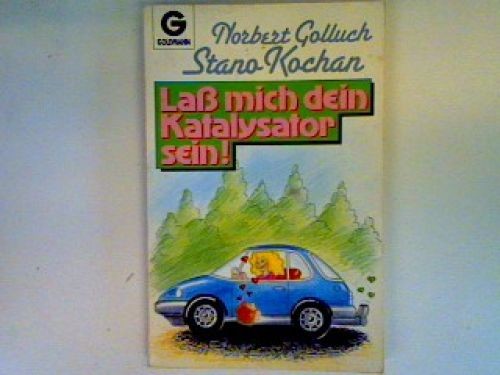 G
GOLDMANN
Norbert Golluch
Stano Kochan
Laß mich dein
Katalysator
sein!